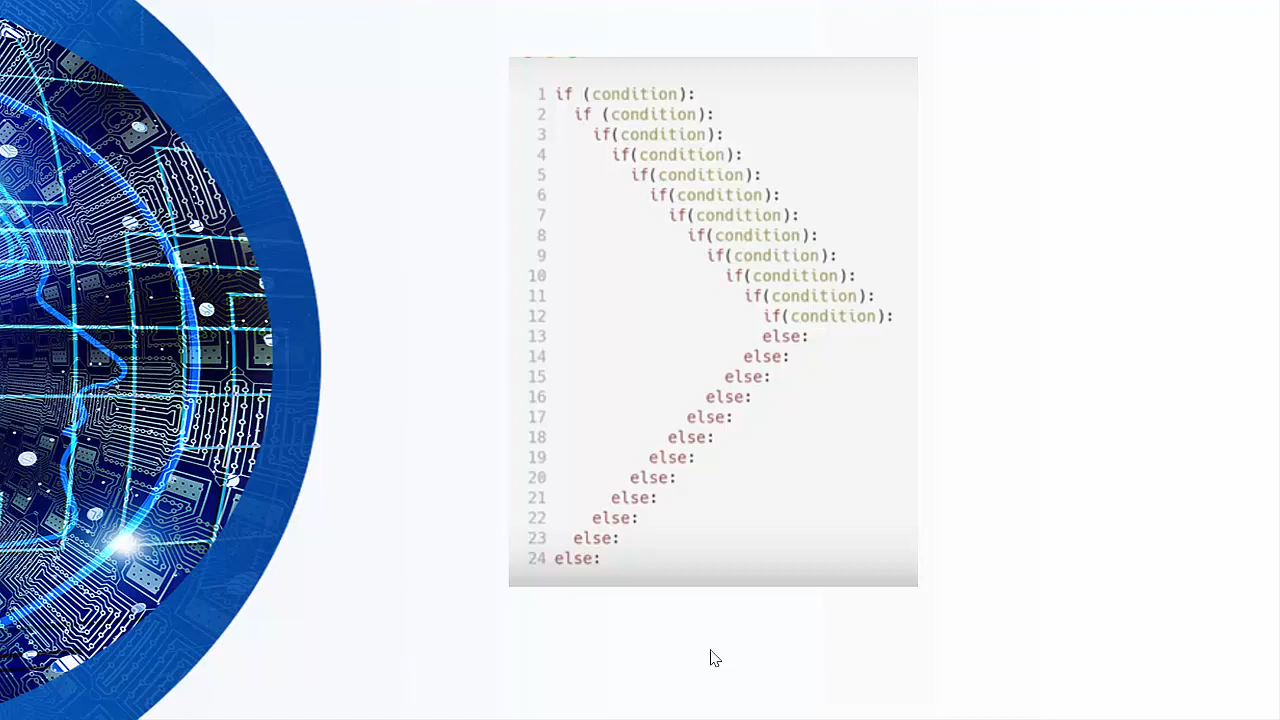 1 if (condition):
2   if (condition):
3     if(condition):
4       if(condition):
5         if(condition):
6           if(condition):
7             if(condition):
8               if(condition):
9                 if(condition):
10                   if(condition):
11                     if(condition):
12                       if(condition):
13                       else:
14                     else:
15                   else:
16                 else:
17               else:
18             else:
19           else:
20         else:
21       else:
22     else:
23   else:
24 else: